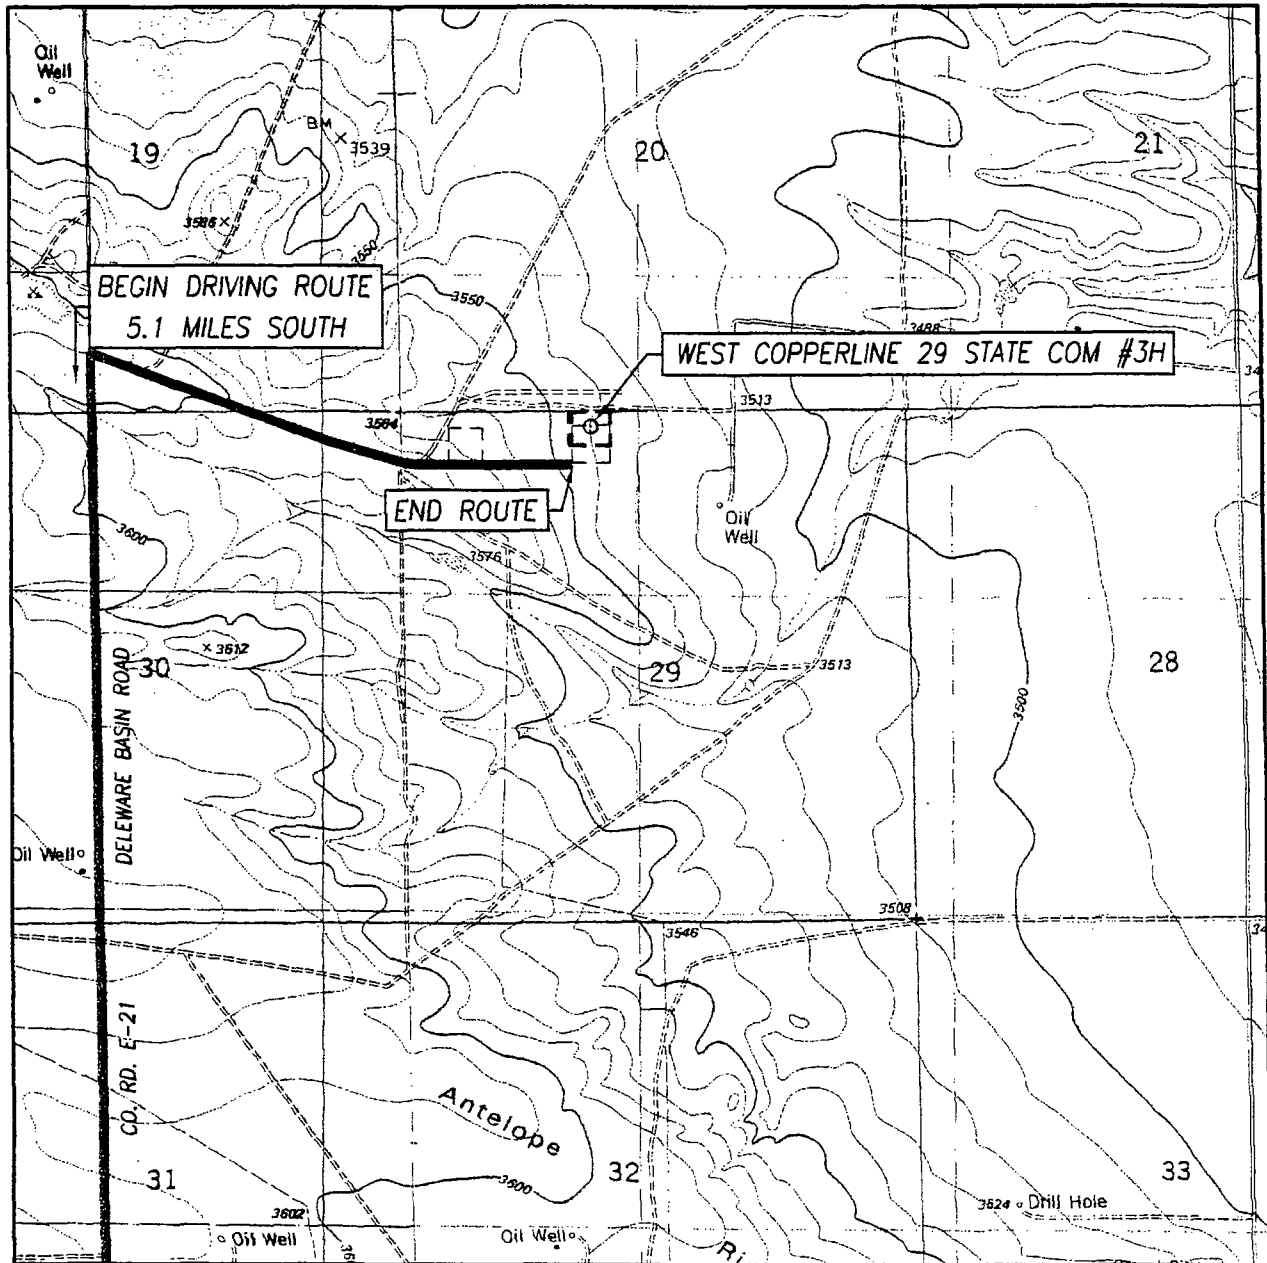 Oil
Well
19
BM
3539
20
21
3586
3550
3550
BEGIN DRIVING ROUTE
5.1 MILES SOUTH
3488
WEST COPPERLINE 29 STATE COM #3H
3513
3584
END ROUTE
Oil
Well
3600
3576
3612
30
29
3513
28
3500
DELEWARE BASIN ROAD
Oil Well
3508
3546
CO. RD. E-21
Antelope
31
32
33
3600
3602
3524
Drill Hole
Oil Well
Oil Well